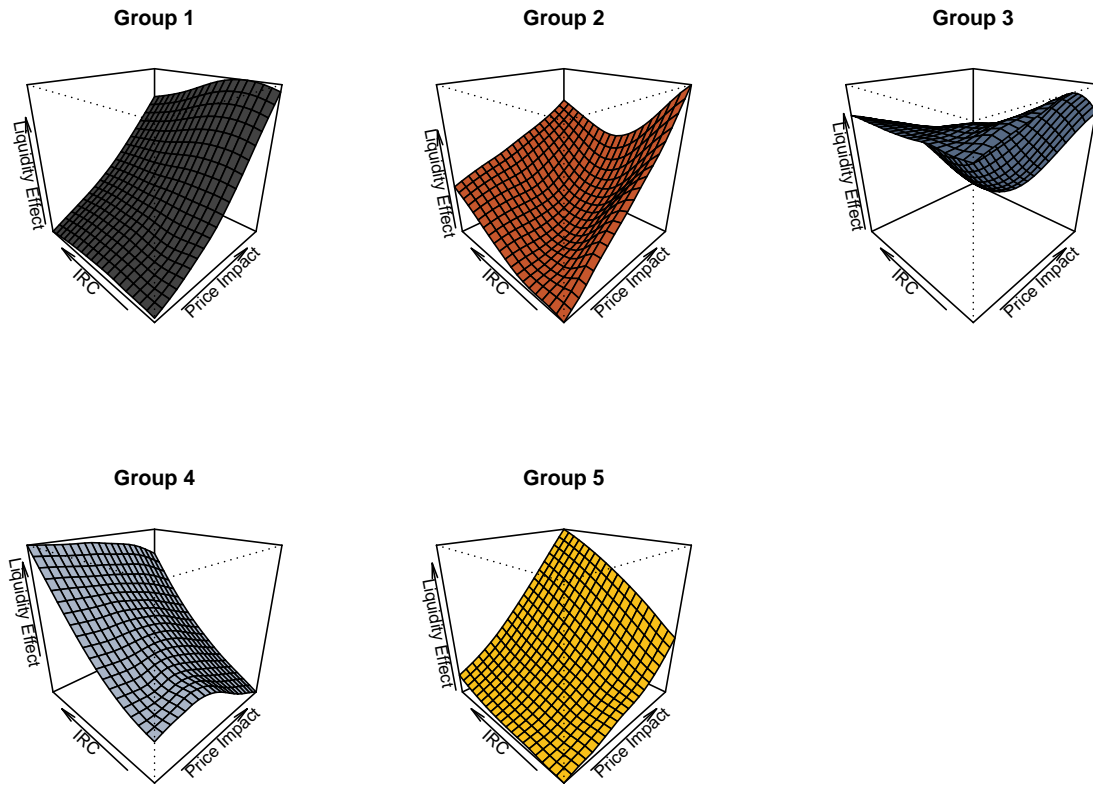 Group 1
Group 2
Group 3
Liquidity Effect
IRC
Price Impact
Liquidity Effect
IRC
Price Impact
Liquidity Effect
IRC
Price Impact
Group 4
Group 5
Liquidity Effect
IRC
Price Impact
Liquidity Effect
IRC
Price Impact